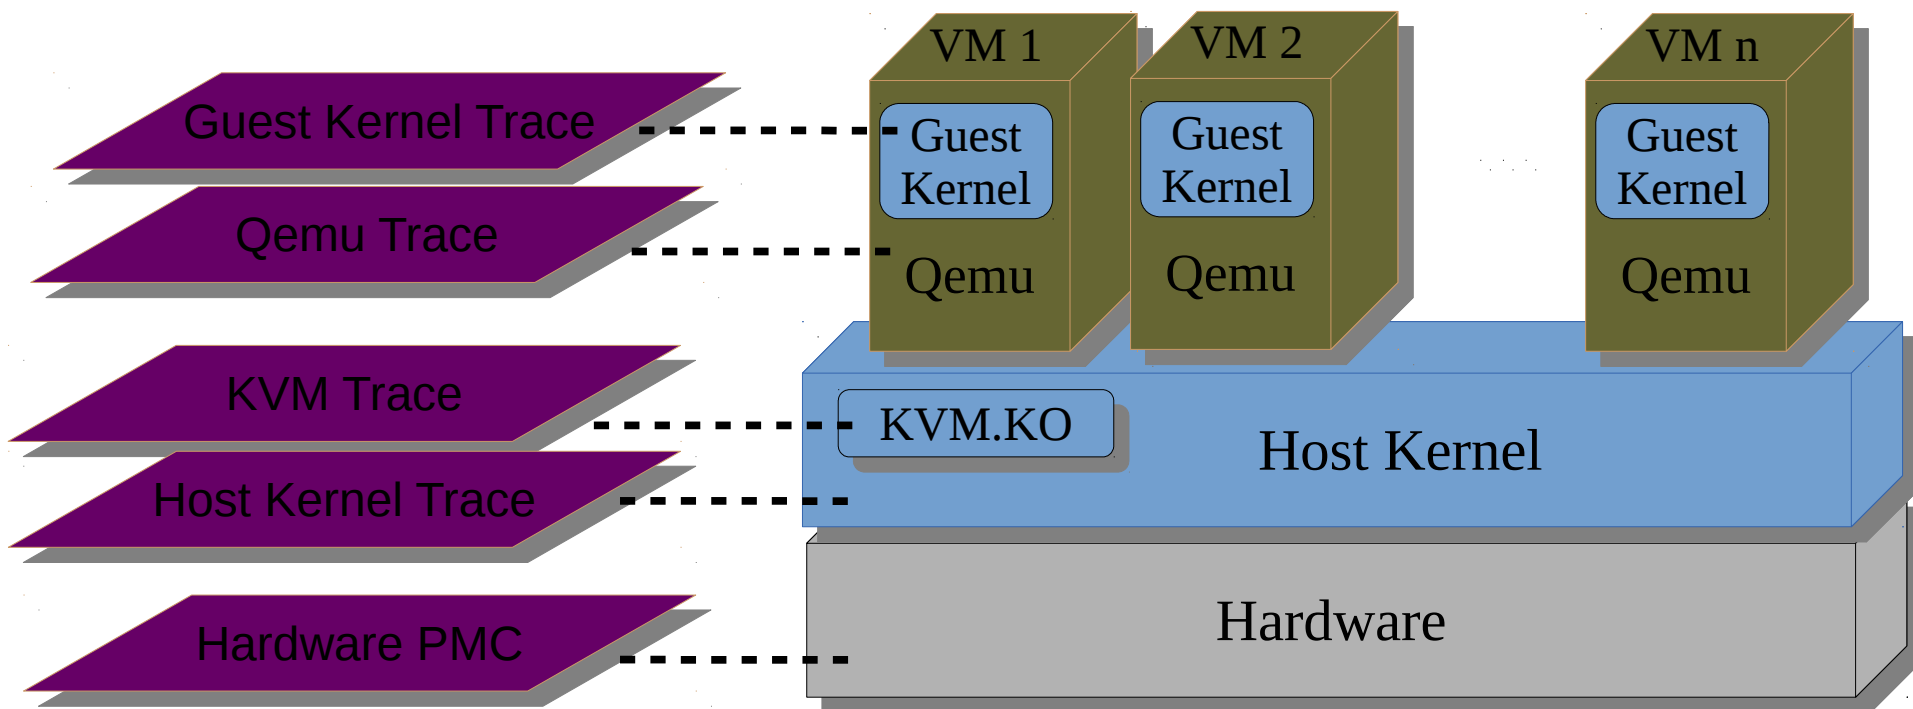 VM 1
VM 2
VM n
Guest Kernel Trace
Guest
Kernel
Guest
Kernel
Guest
Kernel
Qemu Trace
Qemu
Qemu
Qemu
KVM Trace
KVM.KO
Host Kernel
Host Kernel Trace
Hardware PMC
Hardware